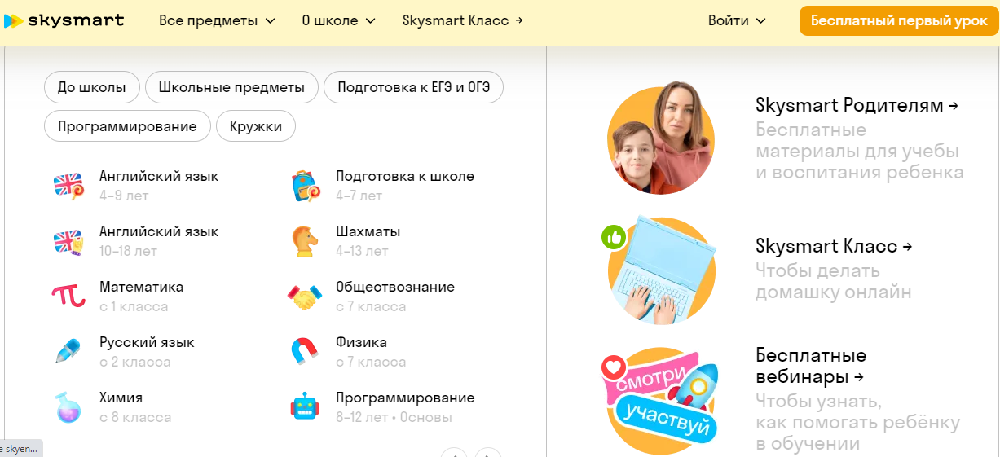 skysmart
Все предметы
О школе
Skysmart Класс →
Войти
Бесплатный первый урок
До школы
Школьные предметы
Подготовка к ЕГЭ и ОГЭ
Программирование
Кружки
Английский язык
4–9 лет
Подготовка к школе
4–7 лет
Английский язык
10–18 лет
Шахматы
4–13 лет
Математика
с 1 класса
Обществознание
с 7 класса
Русский язык
с 2 класса
Физика
с 7 класса
Химия
с 8 класса
Программирование
8–12 лет • Основы
Skysmart Родителям →
Бесплатные
материалы для учебы
и воспитания ребенка
Skysmart Класс →
Чтобы делать
домашку онлайн
смотри
участвуй
Бесплатные
вебинары →
Чтобы узнать,
как помогать ребёнку
в обучении
e skyen...